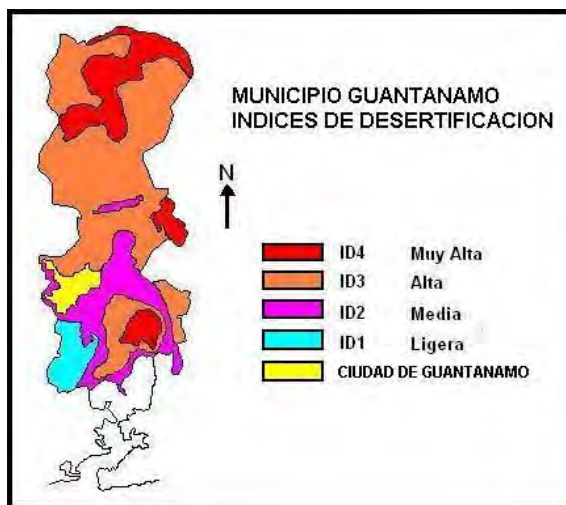 MUNICIPIO GUANTANAMO
INDICES DE DESERTIFICACION
N
ID4 Muy Alta
ID3 Alta
ID2 Media
ID1 Ligera
CIUDAD DE GUANTANAMO